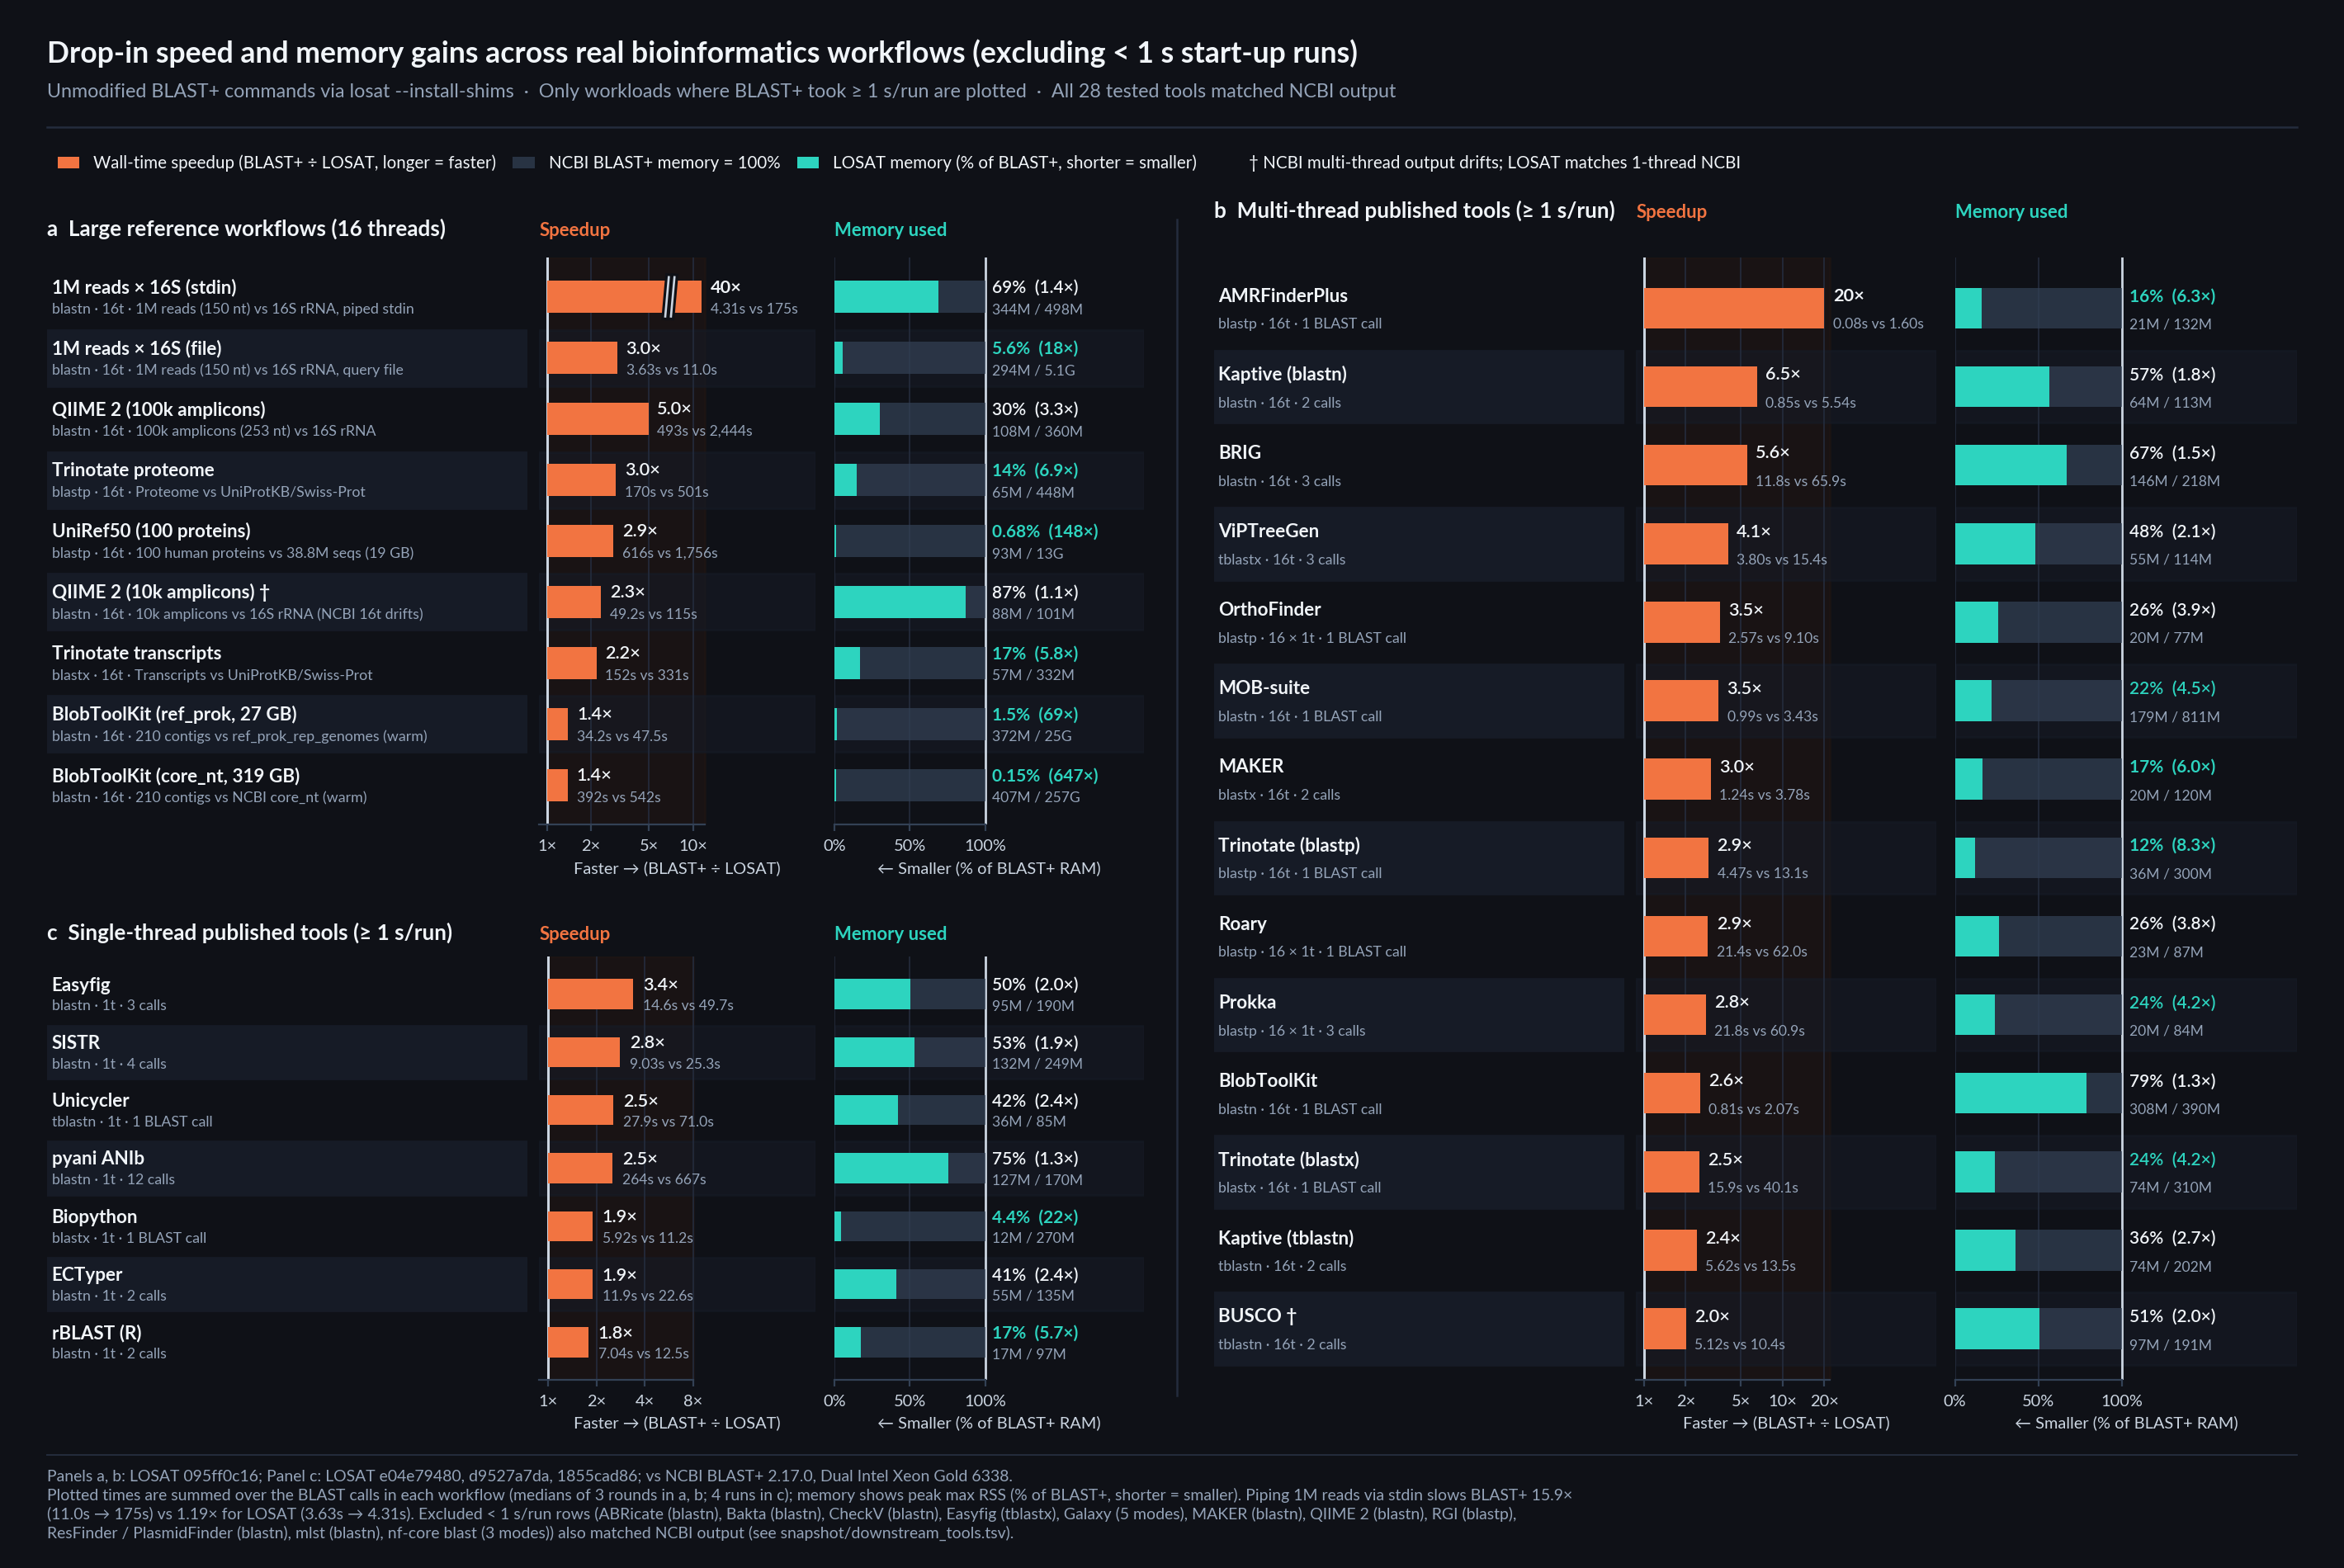 Drop-in speed and memory gains across real bioinformatics workflows (excluding < 1 s start-up runs)
Unmodified BLAST+ commands via losat --install-shims · Only workloads where BLAST+ took ≥ 1 s/run are plotted · All 28 tested tools matched NCBI output
Wall-time speedup (BLAST+ ÷ LOSAT, longer = faster) NCBI BLAST+ memory = 100% LOSAT memory (% of BLAST+, shorter = smaller) † NCBI multi-thread output drifts; LOSAT matches 1-thread NCBI
a Large reference workflows (16 threads) Speedup Memory used
1M reads × 16S (stdin) 40× 69% (1.4×)
blastn · 16t · 1M reads (150 nt) vs 16S rRNA, piped stdin 4.31s vs 175s 344M / 498M
1M reads × 16S (file) 3.0× 5.6% (18×)
blastn · 16t · 1M reads (150 nt) vs 16S rRNA, query file 3.63s vs 11.0s 294M / 5.1G
QIIME 2 (100k amplicons) 5.0× 30% (3.3×)
blastn · 16t · 100k amplicons (253 nt) vs 16S rRNA 493s vs 2,444s 108M / 360M
Trinotate proteome 3.0× 14% (6.9×)
blastp · 16t · Proteome vs UniProtKB/Swiss-Prot 170s vs 501s 65M / 448M
UniRef50 (100 proteins) 2.9× 0.68% (148×)
blastp · 16t · 100 human proteins vs 38.8M seqs (19 GB) 616s vs 1,756s 93M / 13G
QIIME 2 (10k amplicons) † 2.3× 87% (1.1×)
blastn · 16t · 10k amplicons vs 16S rRNA (NCBI 16t drifts) 49.2s vs 115s 88M / 101M
Trinotate transcripts 2.2× 17% (5.8×)
blastx · 16t · Transcripts vs UniProtKB/Swiss-Prot 152s vs 331s 57M / 332M
BlobToolKit (ref_prok, 27 GB) 1.4× 1.5% (69×)
blastn · 16t · 210 contigs vs ref_prok_rep_genomes (warm) 34.2s vs 47.5s 372M / 25G
BlobToolKit (core_nt, 319 GB) 1.4× 0.15% (647×)
blastn · 16t · 210 contigs vs NCBI core_nt (warm) 392s vs 542s 407M / 257G
1× 2× 5× 10× 0% 50% 100%
Faster → (BLAST+ ÷ LOSAT) ← Smaller (% of BLAST+ RAM)
c Single-thread published tools (≥ 1 s/run) Speedup Memory used
Easyfig 3.4× 50% (2.0×)
blastn · 1t · 3 calls 14.6s vs 49.7s 95M / 190M
SISTR 2.8× 53% (1.9×)
blastn · 1t · 4 calls 9.03s vs 25.3s 132M / 249M
Unicycler 2.5× 42% (2.4×)
tblastn · 1t · 1 BLAST call 27.9s vs 71.0s 36M / 85M
pyani ANIb 2.5× 75% (1.3×)
blastn · 1t · 12 calls 264s vs 667s 127M / 170M
Biopython 1.9× 4.4% (22×)
blastx · 1t · 1 BLAST call 5.92s vs 11.2s 12M / 270M
ECTyper 1.9× 41% (2.4×)
blastn · 1t · 2 calls 11.9s vs 22.6s 55M / 135M
rBLAST (R) 1.8× 17% (5.7×)
blastn · 1t · 2 calls 7.04s vs 12.5s 17M / 97M
1× 2× 4× 8× 0% 50% 100%
Faster → (BLAST+ ÷ LOSAT) ← Smaller (% of BLAST+ RAM)
b Multi-thread published tools (≥ 1 s/run) Speedup Memory used
AMRFinderPlus 20× 16% (6.3×)
blastp · 16t · 1 BLAST call 0.08s vs 1.60s 21M / 132M
Kaptive (blastn) 6.5× 57% (1.8×)
blastn · 16t · 2 calls 0.85s vs 5.54s 64M / 113M
BRIG 5.6× 67% (1.5×)
blastn · 16t · 3 calls 11.8s vs 65.9s 146M / 218M
ViPTreeGen 4.1× 48% (2.1×)
tblastx · 16t · 3 calls 3.80s vs 15.4s 55M / 114M
OrthoFinder 3.5× 26% (3.9×)
blastp · 16 × 1t · 1 BLAST call 2.57s vs 9.10s 20M / 77M
MOB-suite 3.5× 22% (4.5×)
blastn · 16t · 1 BLAST call 0.99s vs 3.43s 179M / 811M
MAKER 3.0× 17% (6.0×)
blastx · 16t · 2 calls 1.24s vs 3.78s 20M / 120M
Trinotate (blastp) 2.9× 12% (8.3×)
blastp · 16t · 1 BLAST call 4.47s vs 13.1s 36M / 300M
Roary 2.9× 26% (3.8×)
blastp · 16 × 1t · 1 BLAST call 21.4s vs 62.0s 23M / 87M
Prokka 2.8× 24% (4.2×)
blastp · 16 × 1t · 3 calls 21.8s vs 60.9s 20M / 84M
BlobToolKit 2.6× 79% (1.3×)
blastn · 16t · 1 BLAST call 0.81s vs 2.07s 308M / 390M
Trinotate (blastx) 2.5× 24% (4.2×)
blastx · 16t · 1 BLAST call 15.9s vs 40.1s 74M / 310M
Kaptive (tblastn) 2.4× 36% (2.7×)
tblastn · 16t · 2 calls 5.62s vs 13.5s 74M / 202M
BUSCO † 2.0× 51% (2.0×)
tblastn · 16t · 2 calls 5.12s vs 10.4s 97M / 191M
1× 2× 5× 10× 20× 0% 50% 100%
Faster → (BLAST+ ÷ LOSAT) ← Smaller (% of BLAST+ RAM)
Panels a, b: LOSAT 095ff0c16; Panel c: LOSAT e04e79480, d9527a7da, 1855cad86; vs NCBI BLAST+ 2.17.0, Dual Intel Xeon Gold 6338.
Plotted times are summed over the BLAST calls in each workflow (medians of 3 rounds in a, b; 4 runs in c); memory shows peak max RSS (% of BLAST+, shorter = smaller). Piping 1M reads via stdin slows BLAST+ 15.9×
(11.0s → 175s) vs 1.19× for LOSAT (3.63s → 4.31s). Excluded < 1 s/run rows (ABRicate (blastn), Bakta (blastn), CheckV (blastn), Easyfig (tblastx), Galaxy (5 modes), MAKER (blastn), QIIME 2 (blastn), RGI (blastp),
ResFinder / PlasmidFinder (blastn), mlst (blastn), nf-core blast (3 modes)) also matched NCBI output (see snapshot/downstream_tools.tsv).